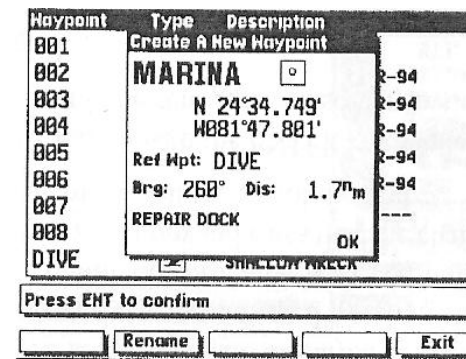 Waypoint Type Description
Create A New Waypoint
001
002
003
004
005
006
007
008
DIVE
MARINA
N 24°34.749'
W081°47.801'
Ref Wpt: DIVE
Brg: 260° Dis: 1.7nm
REPAIR DOCK
OK
R-94
R-94
R-94
R-94
R-94
---
SHALLOW WRECK
Press ENT to confirm
Rename Exit